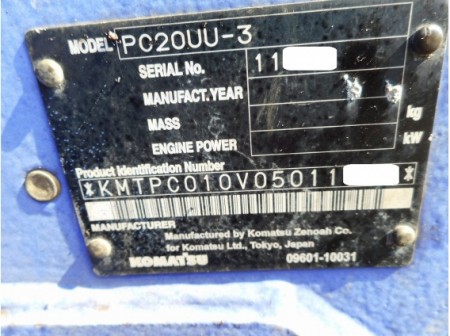 MODEL PC20UU-3
SERIAL No. 11
MANUFACT.YEAR
MASS kg
ENGINE POWER kW
Product Identification Number
*KMTPC010V05011 *
MANUFACTURER
Manufactured by Komatsu Zenoah Co.
for Komatsu Ltd., Tokyo, Japan
KOMATSU 09601-10031